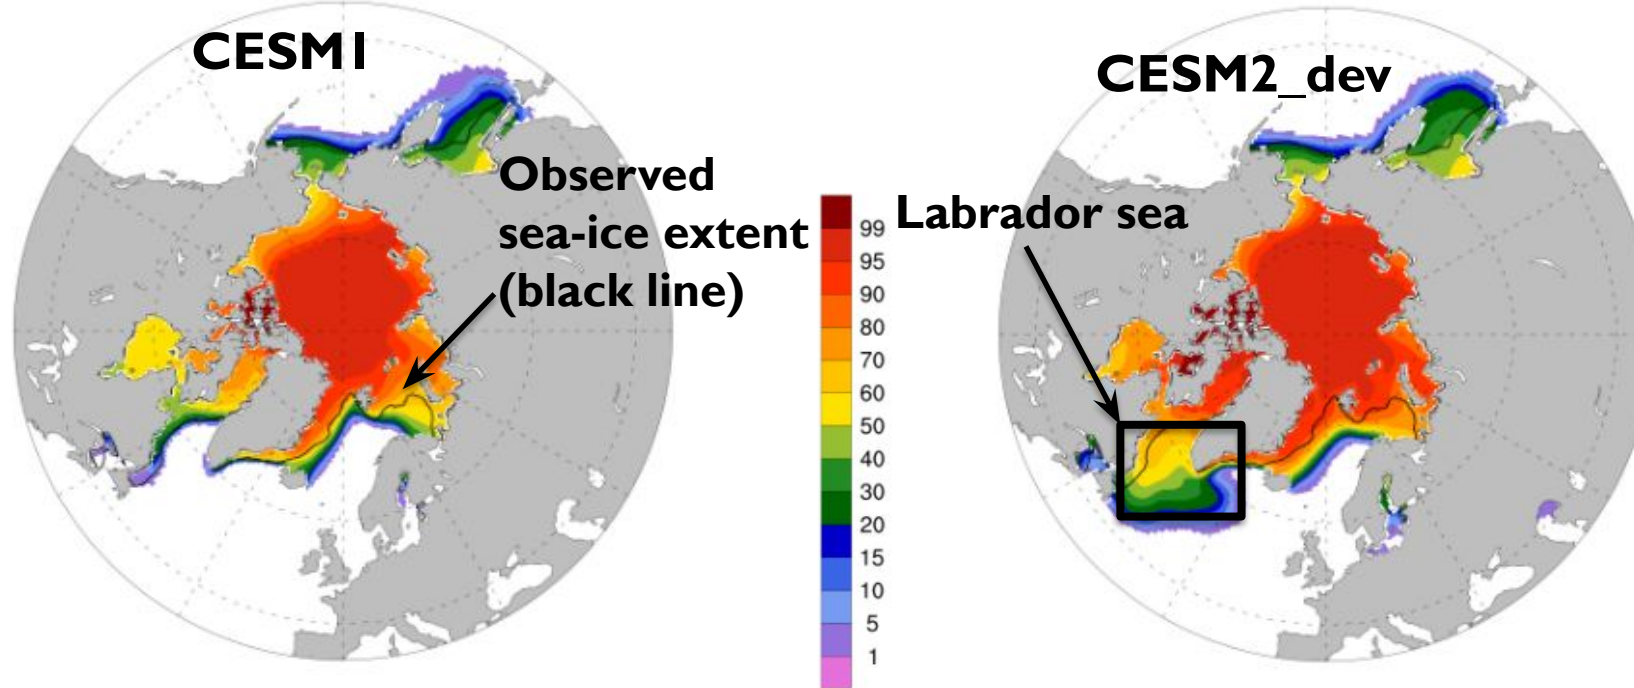 CESM1
CESM2_dev
Observed
sea-ice extent
(black line)
Labrador sea
99
95
90
80
70
60
50
40
30
20
15
10
5
1